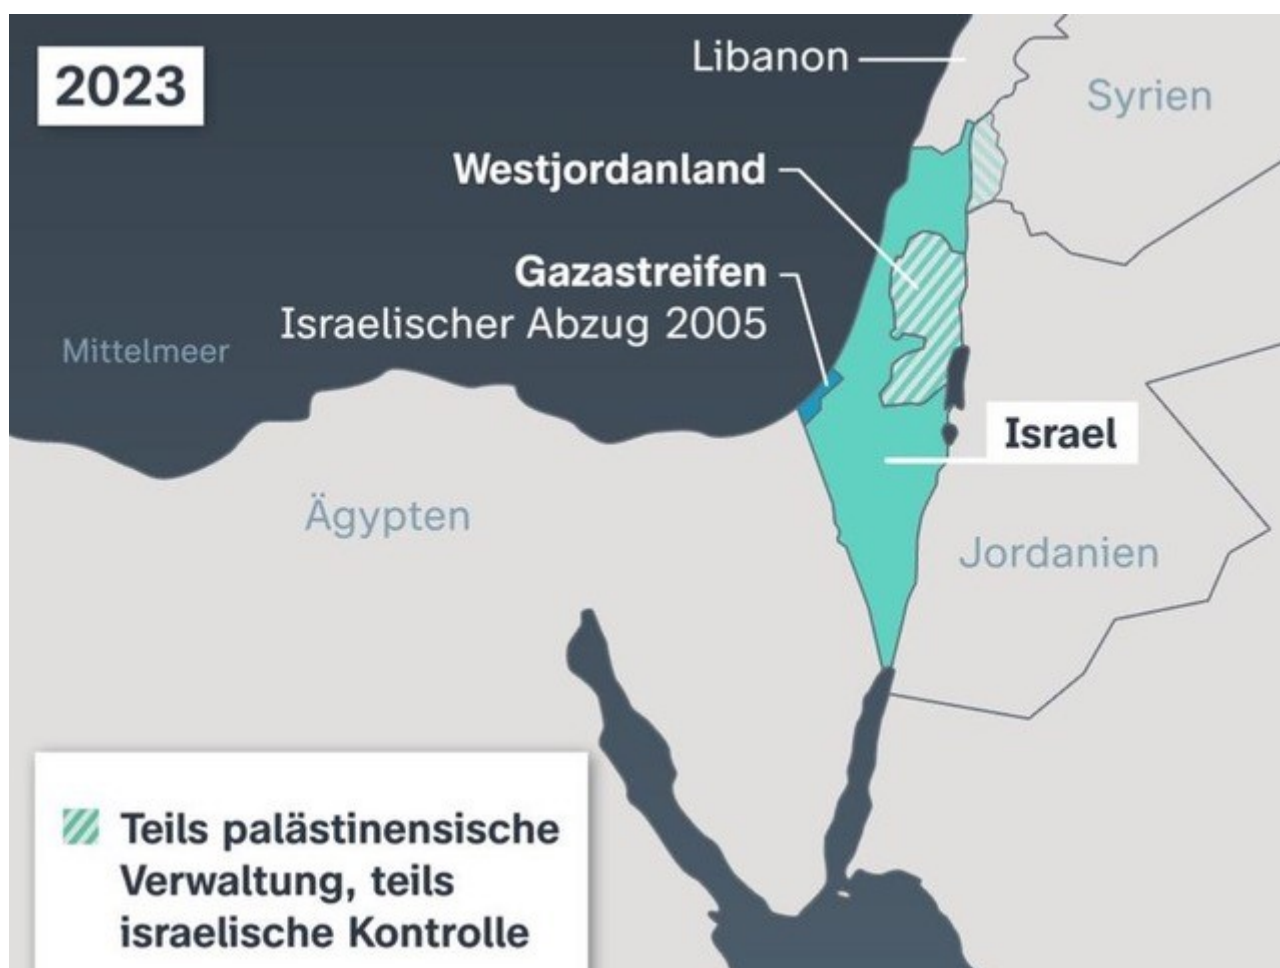 2023
Libanon
Syrien
Westjordanland
Gazastreifen
Israelischer Abzug 2005
Mittelmeer
Israel
Ägypten
Jordanien
Teils palästinensische
Verwaltung, teils
israelische Kontrolle